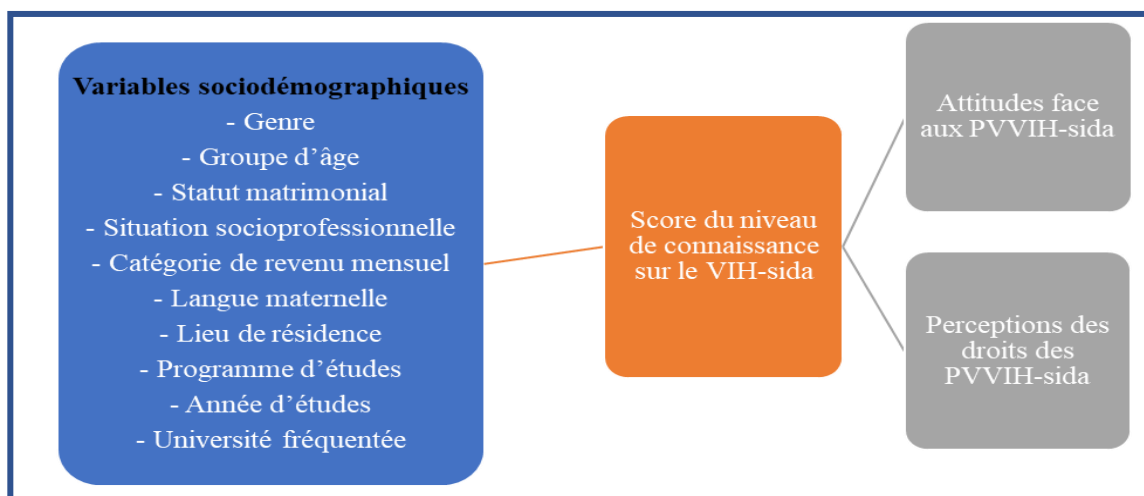 Variables sociodémographiques
- Genre
- Groupe d’âge
- Statut matrimonial
- Situation socioprofessionnelle
- Catégorie de revenu mensuel
- Langue maternelle
- Lieu de résidence
- Programme d’études
- Année d’études
- Université fréquentée
Score du niveau
de connaissance
sur le VIH-sida
Attitudes face
aux PVVIH-sida
Perceptions des
droits des
PVVIH-sida